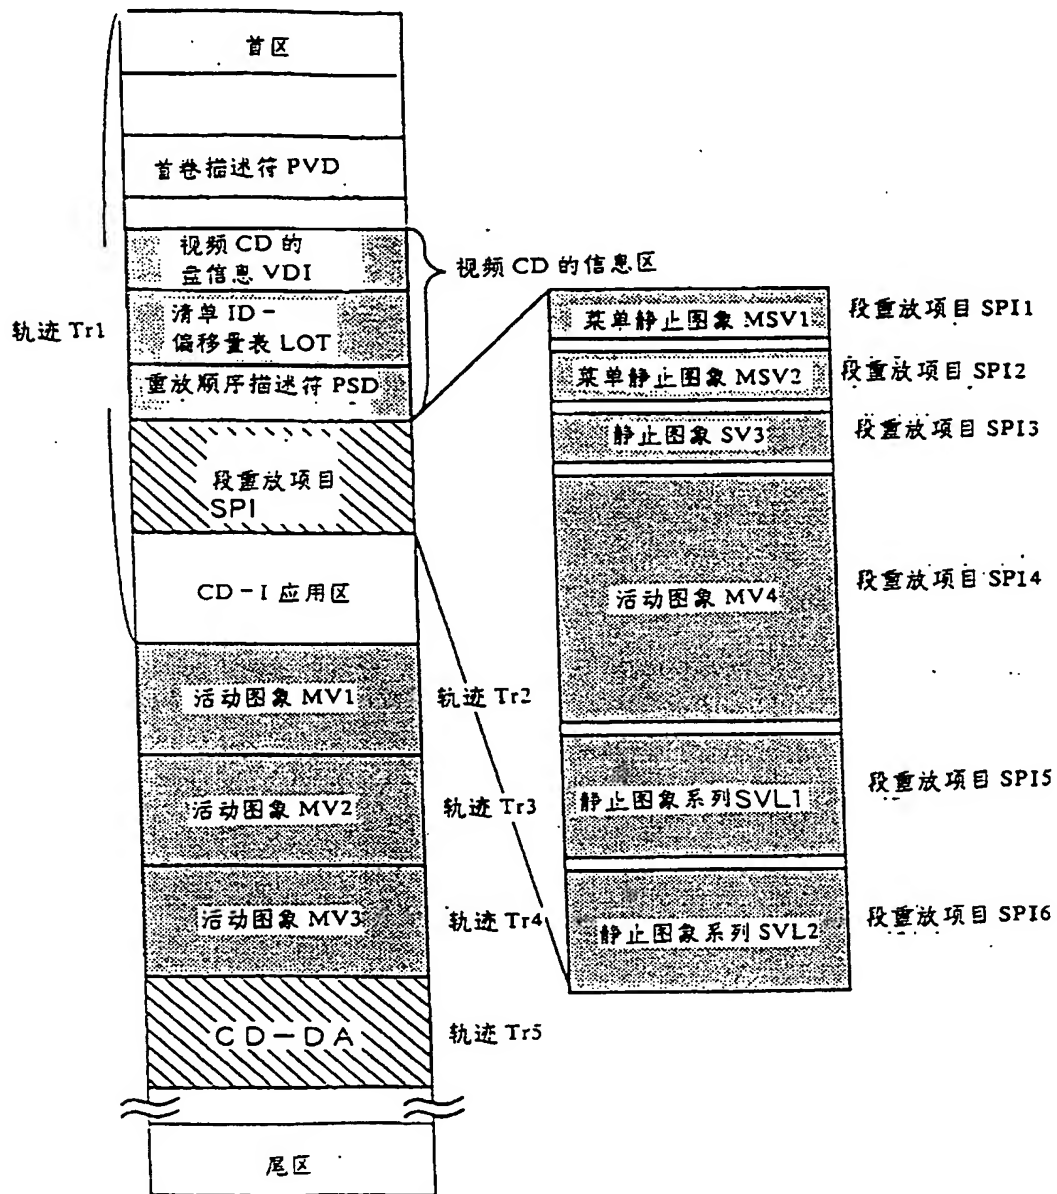 首区
首卷描述符 PVD
视频 CD 的
盘信息 VDI
视频 CD 的信息区
轨迹 Tr1
清单 ID－
偏移量表 LOT
重放顺序描述符 PSD
段重放项目
SPI
CD－I 应用区
活动图象 MV1
轨迹 Tr2
活动图象 MV2
轨迹 Tr3
活动图象 MV3
轨迹 Tr4
CD－DA
轨迹 Tr5
尾区
菜单静止图象 MSV1
段重放项目 SPI1
菜单静止图象 MSV2
段重放项目 SPI2
静止图象 SV3
段重放项目 SPI3
活动图象 MV4
段重放项目 SPI4
静止图象系列 SVL1
段重放项目 SPI5
静止图象系列 SVL2
段重放项目 SPI6